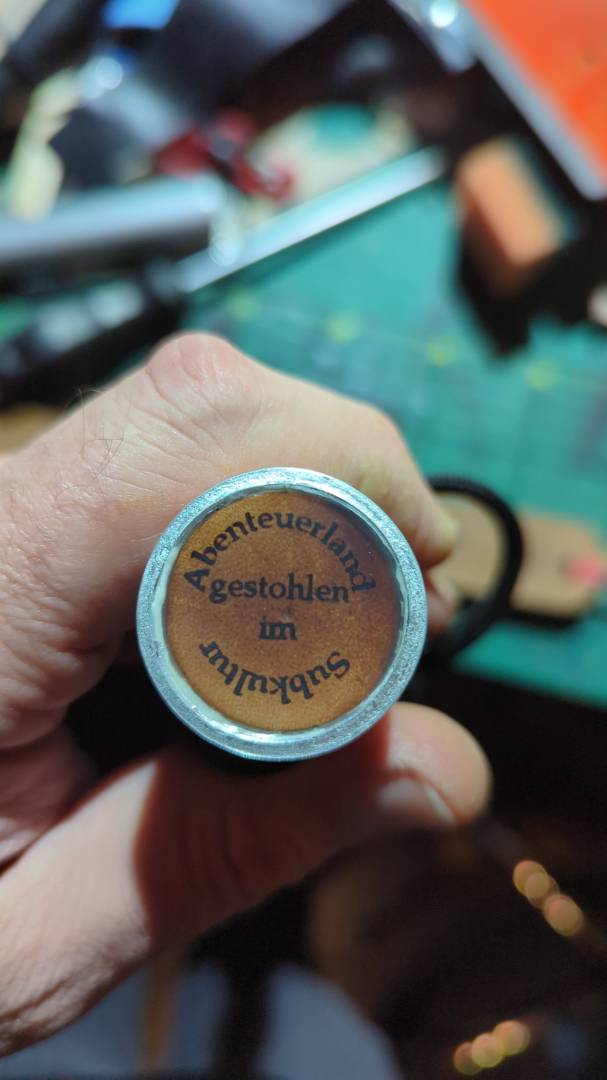 Abenteuerland
gestohlen
im
Subkultur